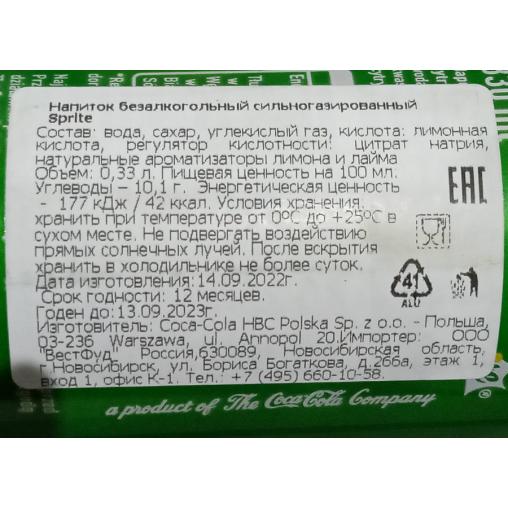 Напиток безалкогольный сильногазированный
Sprite
Состав: вода, сахар, углекислый газ, кислота: лимонная
кислота, регулятор кислотности: цитрат натрия,
натуральные ароматизаторы лимона и лайма
Объем: 0,33 л. Пищевая ценность на 100 мл.
Углеводы – 10,1 г. Энергетическая ценность
- 177 кДж / 42 ккал. Условия хранения:
хранить при температуре от 0ºС до +25ºС в
сухом месте. Не подвергать воздействию
прямых солнечных лучей. После вскрытия
хранить в холодильнике не более суток.
Дата изготовления: 14.09.2022г.
Срок годности: 12 месяцев.
Годен до: 13.09.2023г.
Изготовитель: Coca-Cola HBC Polska Sp. z o.o. - Польша,
03-236 Warszawa, ul. Annopol 20.Импортер: ООО
"ВестФуд" Россия,630089, Новосибирская область,
г.Новосибирск, ул. Бориса Богаткова, д.266а, этаж 1,
вход 1, офис К-1. Тел.: +7 (495) 660-10-58.
EAC
41
ALU
a product of The Coca-Cola Company